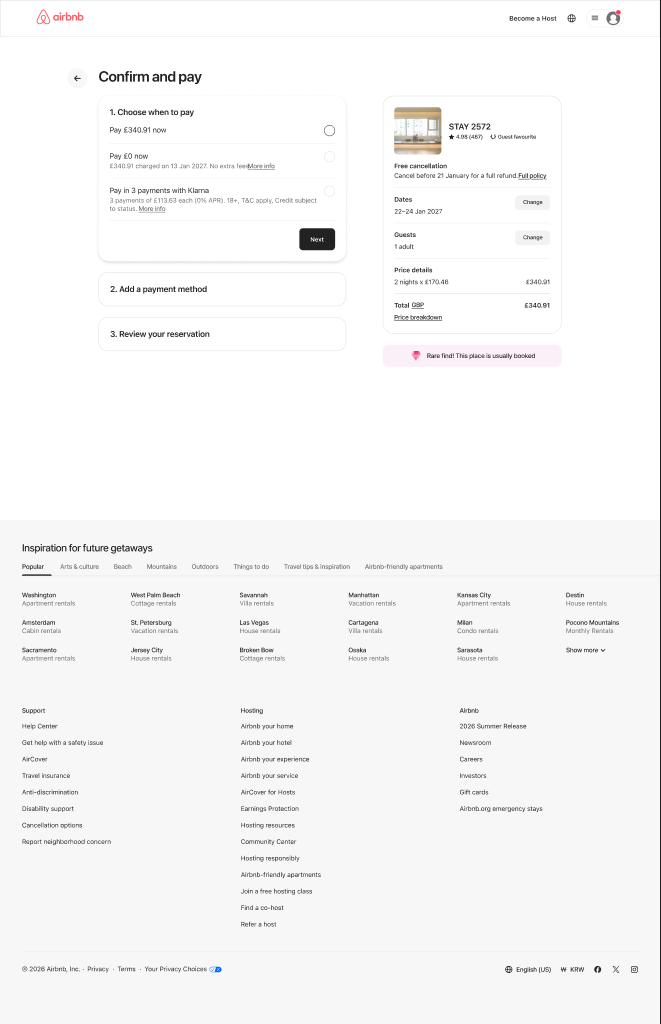 airbnb
Become a Host
Confirm and pay
1. Choose when to pay
Pay £340.91 now
Pay £0 now
£340.91 charged on 13 Jan 2027. No extra fees More info
Pay in 3 payments with Klarna
3 payments of £113.63 each (0% APR). 18+, T&C apply, Credit subject
to status. More info
Next
2. Add a payment method
3. Review your reservation
STAY 2572
4.98 (487) Guest favourite
Free cancellation
Cancel before 21 January for a full refund. Full policy
Dates
22–24 Jan 2027
Change
Guests
1 adult
Change
Price details
2 nights x £170.46 £340.91
Total GBP £340.91
Price breakdown
Rare find! This place is usually booked
Inspiration for future getaways
Popular Arts & culture Beach Mountains Outdoors Things to do Travel tips & inspiration Airbnb-friendly apartments
Washington
Apartment rentals
West Palm Beach
Cottage rentals
Savannah
Villa rentals
Manhattan
Vacation rentals
Kansas City
Apartment rentals
Destin
House rentals
Amsterdam
Cabin rentals
St. Petersburg
Vacation rentals
Las Vegas
House rentals
Cartagena
Villa rentals
Milan
Condo rentals
Pocono Mountains
Monthly Rentals
Sacramento
Apartment rentals
Jersey City
House rentals
Broken Bow
Cottage rentals
Osaka
House rentals
Sarasota
House rentals
Show more
Support
Help Center
Get help with a safety issue
AirCover
Travel insurance
Anti-discrimination
Disability support
Cancellation options
Report neighborhood concern
Hosting
Airbnb your home
Airbnb your hotel
Airbnb your experience
Airbnb your service
AirCover for Hosts
Earnings Protection
Hosting resources
Community Center
Hosting responsibly
Airbnb-friendly apartments
Join a free hosting class
Find a co-host
Refer a host
Airbnb
2026 Summer Release
Newsroom
Careers
Investors
Gift cards
Airbnb.org emergency stays
© 2026 Airbnb, Inc. · Privacy · Terms · Your Privacy Choices
English (US) ₩ KRW